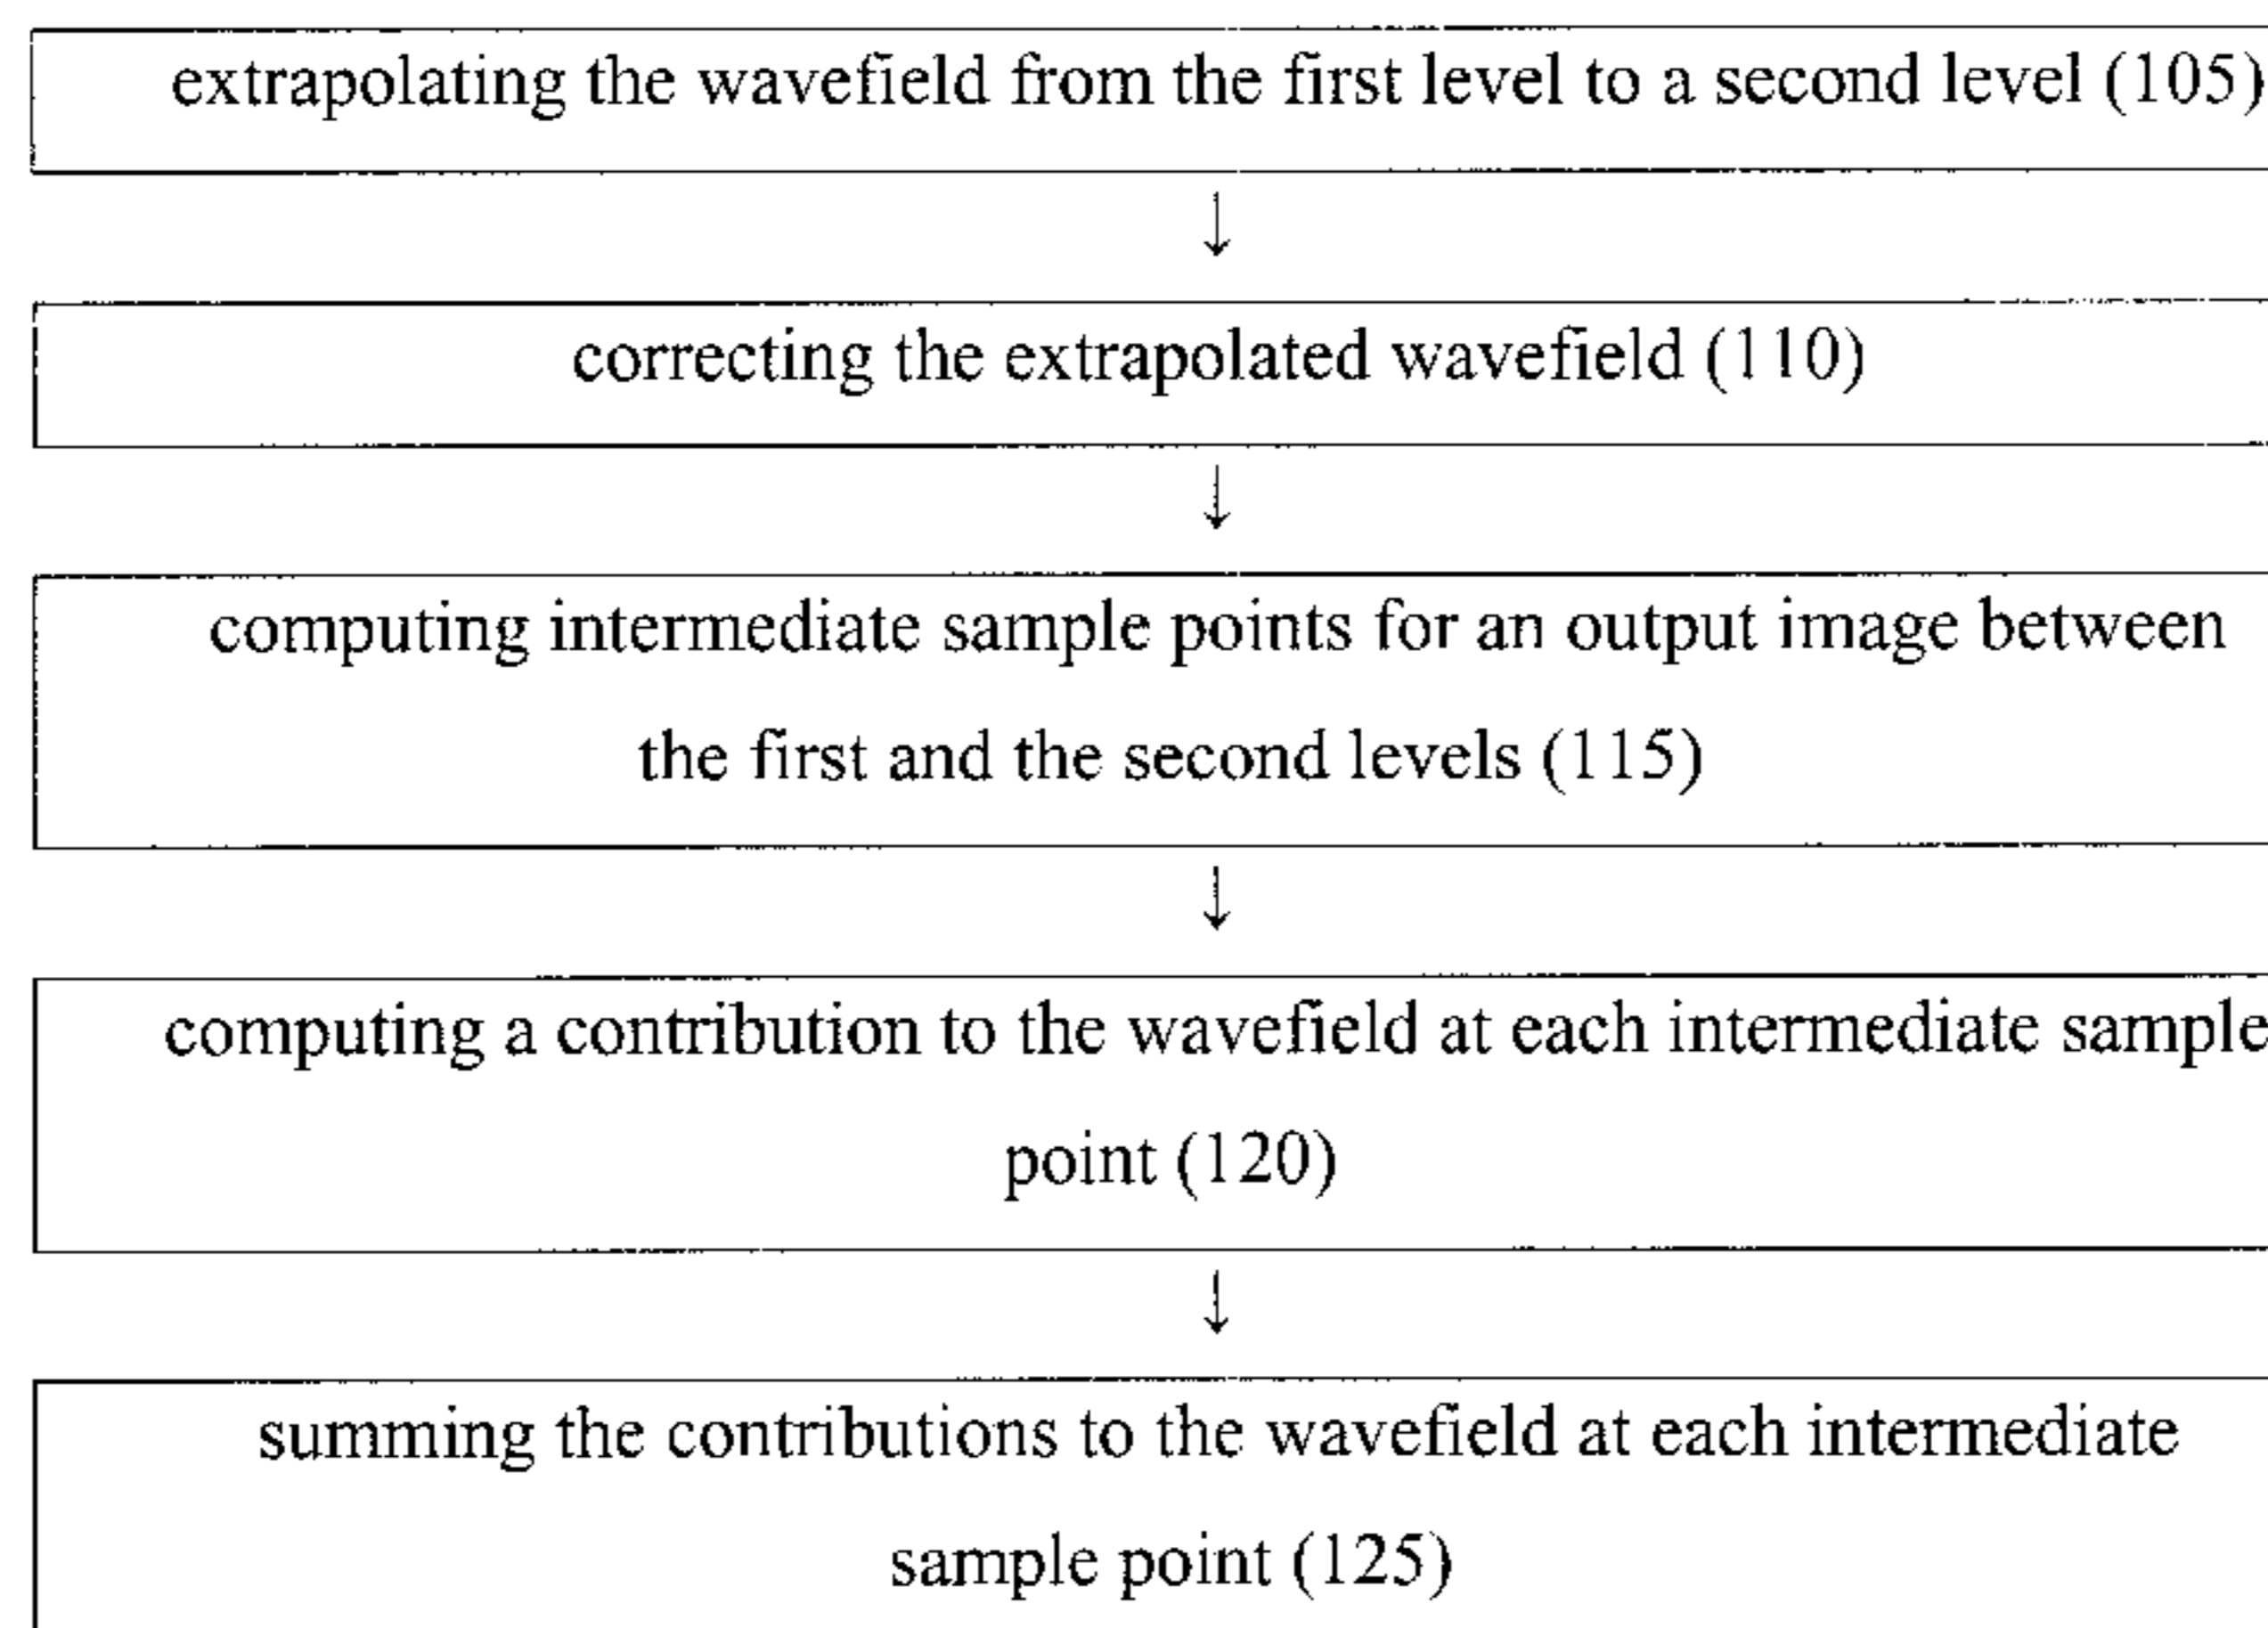 extrapolating the wavefield from the first level to a second level (105)
↓
correcting the extrapolated wavefield (110)
↓
computing intermediate sample points for an output image between
the first and the second levels (115)
↓
computing a contribution to the wavefield at each intermediate sample
point (120)
↓
summing the contributions to the wavefield at each intermediate
sample point (125)